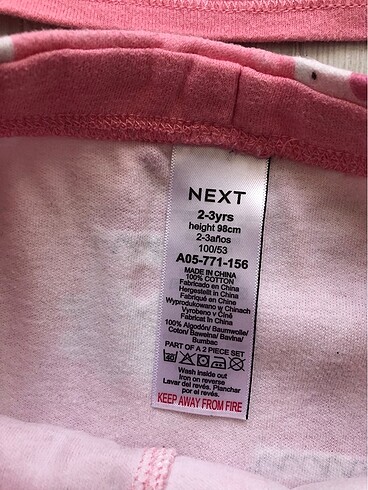 NEXT
2-3yrs
height 98cm
2-3años
100/53
A05-771-156
MADE IN CHINA
100% COTTON
Fabricado en China
Hergestellt in China
Fabriqué en Chine
Wyprodukowano w Chinach
Vyrobeno v Číně
Fabricat în China
100% Algodón/ Baumwolle/
Coton/ Bawełna/ Bavlna/
Bumbac
PART OF A 2 PIECE SET
40
Wash inside out
Iron on reverse
Lavar del revés. Planchar
por el revés.
KEEP AWAY FROM FIRE